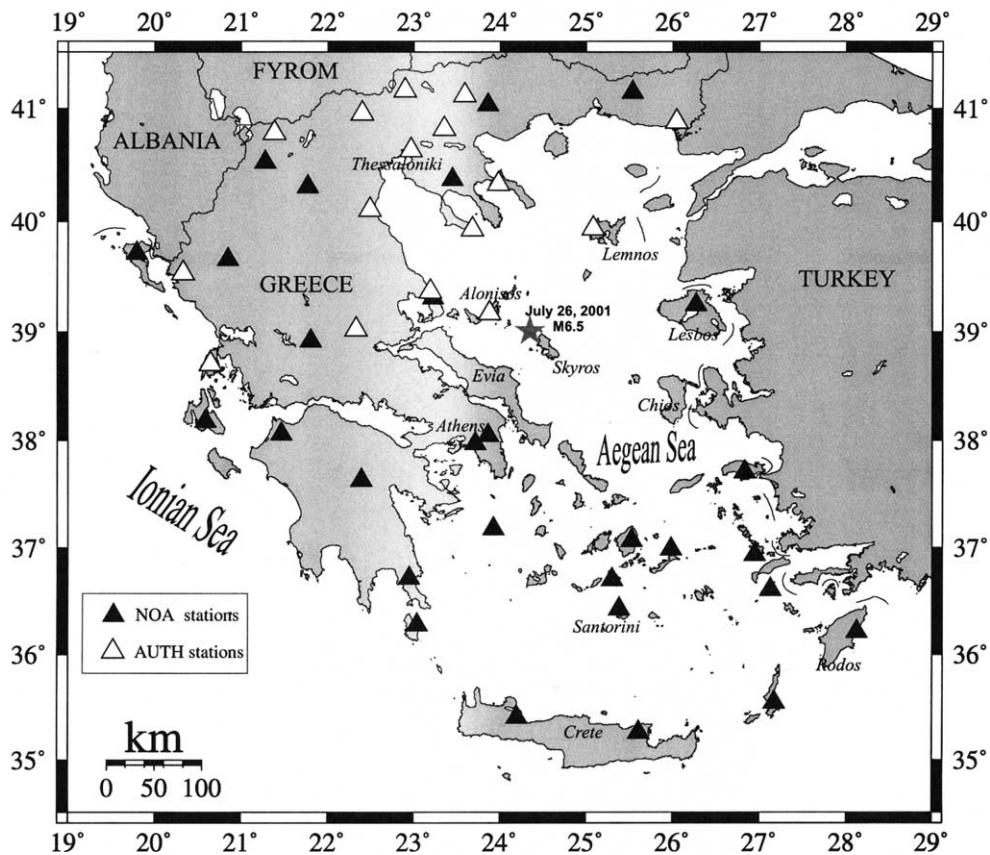 19° 20° 21° 22° 23° 24° 25° 26° 27° 28° 29°
FYROM
41° 41°
ALBANIA
Thessaloniki
40° 40°
Lemnos
GREECE TURKEY
Alonisos
July 26, 2001
M6.5
39° 39°
Lesbos
Skyros
Evia
Chios
Athens
38° 38°
Aegean Sea
Ionian Sea
37° 37°
NOA stations
Santorini
AUTH stations
36° 36°
Rodos
Crete
km
35° 35°
0 50 100
19° 20° 21° 22° 23° 24° 25° 26° 27° 28° 29°